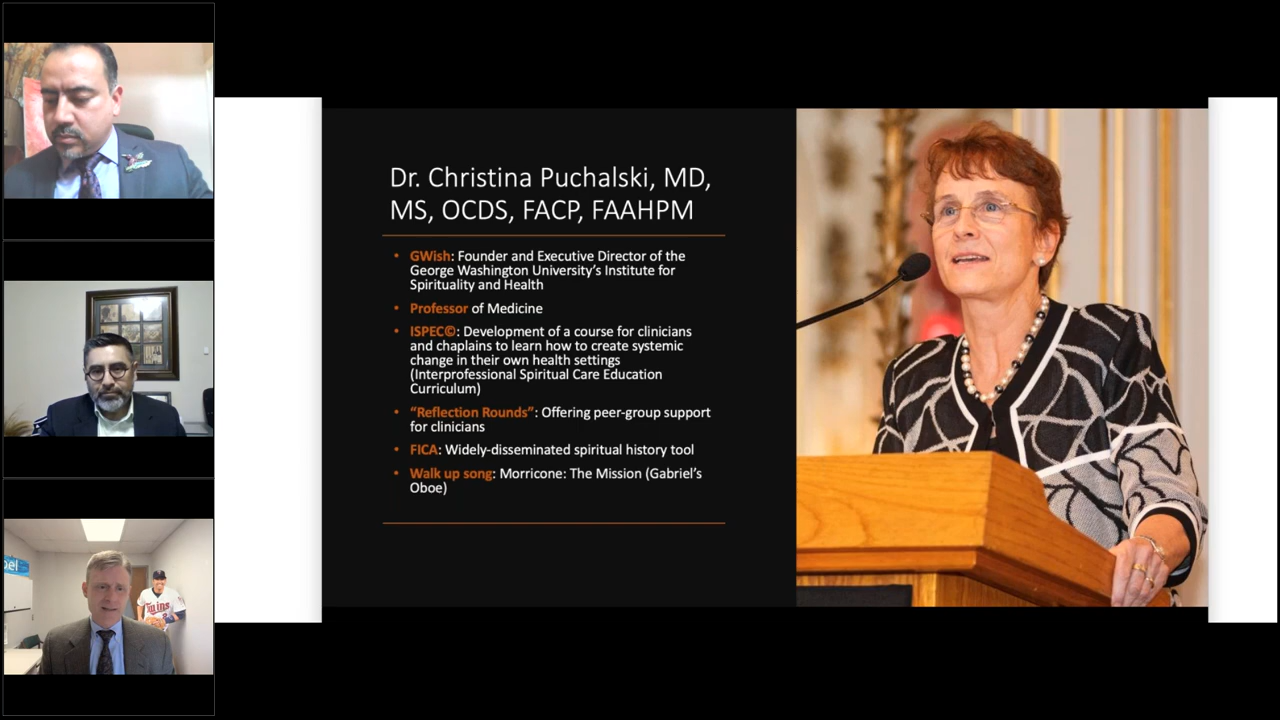 Dr. Christina Puchalski, MD,
MS, OCDS, FACP, FAAHPM
• GWish: Founder and Executive Director of the
George Washington University's Institute for
Spirituality and Health
• Professor of Medicine
• ISPEC©: Development of a course for clinicians
and chaplains to learn how to create systemic
change in their own health settings
(Interprofessional Spiritual Care Education
Curriculum)
• "Reflection Rounds": Offering peer-group support
for clinicians
• FICA: Widely-disseminated spiritual history tool
• Walk up song: Morricone: The Mission (Gabriel's
Oboe)
Twins